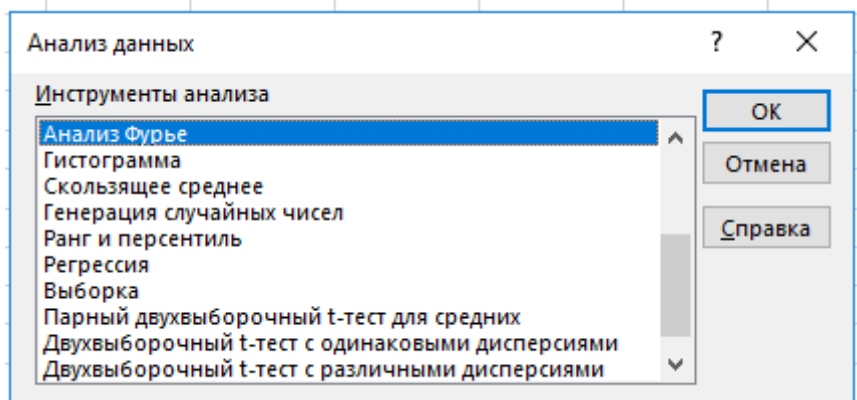 Анализ данных
?
Инструменты анализа
Анализ Фурье
Гистограмма
Скользящее среднее
Генерация случайных чисел
Ранг и персентиль
Регрессия
Выборка
Парный двухвыборочный t-тест для средних
Двухвыборочный t-тест с одинаковыми дисперсиями
Двухвыборочный t-тест с различными дисперсиями
ОК
Отмена
Справка